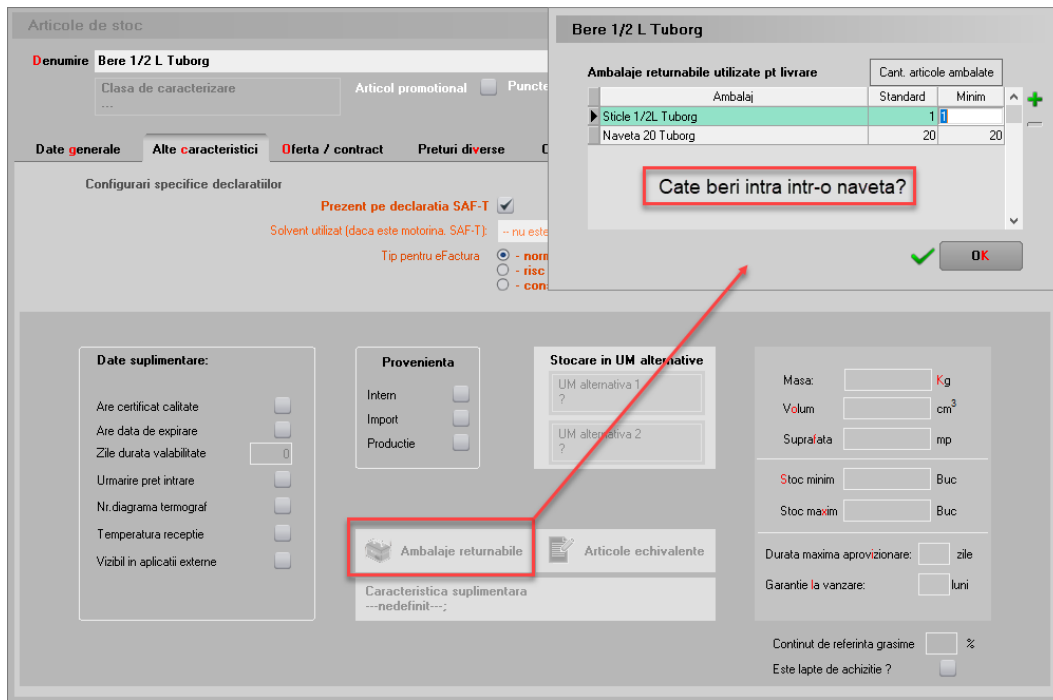 Articole de stoc
Denumire Bere 1/2 L Tuborg
Clasa de caracterizare
---
Articol promotional
Puncte
Date generale Alte caracteristici Oferta / contract Preturi diverse
Configurari specifice declaratiilor
Prezent pe declaratia SAF-T
Solvent utilizat (daca este motorina. SAF-T): -- nu este
Tip pentru eFactura - norm
- risc
- con
Bere 1/2 L Tuborg
Ambalaje returnabile utilizate pt livrare Cant. articole ambalate
Ambalaj Standard Minim
Sticle 1/2L Tuborg 1 1
Naveta 20 Tuborg 20 20
Cate beri intra intr-o naveta?
OK
Date suplimentare:
Are certificat calitate
Are data de expirare
Zile durata valabilitate 0
Urmarire pret intrare
Nr.diagrama termograf
Temperatura receptie
Vizibil in aplicatii externe
Provenienta
Intern
Import
Productie
Stocare in UM alternative
UM alternativa 1
?
UM alternativa 2
?
Ambalaje returnabile Articole echivalente
Caracteristica suplimentara
---nedefinit---;
Masa: Kg
Volum cm3
Suprafata mp
Stoc minim Buc
Stoc maxim Buc
Durata maxima aprovizionare: zile
Garantie la vanzare: luni
Continut de referinta grasime %
Este lapte de achizitie ?